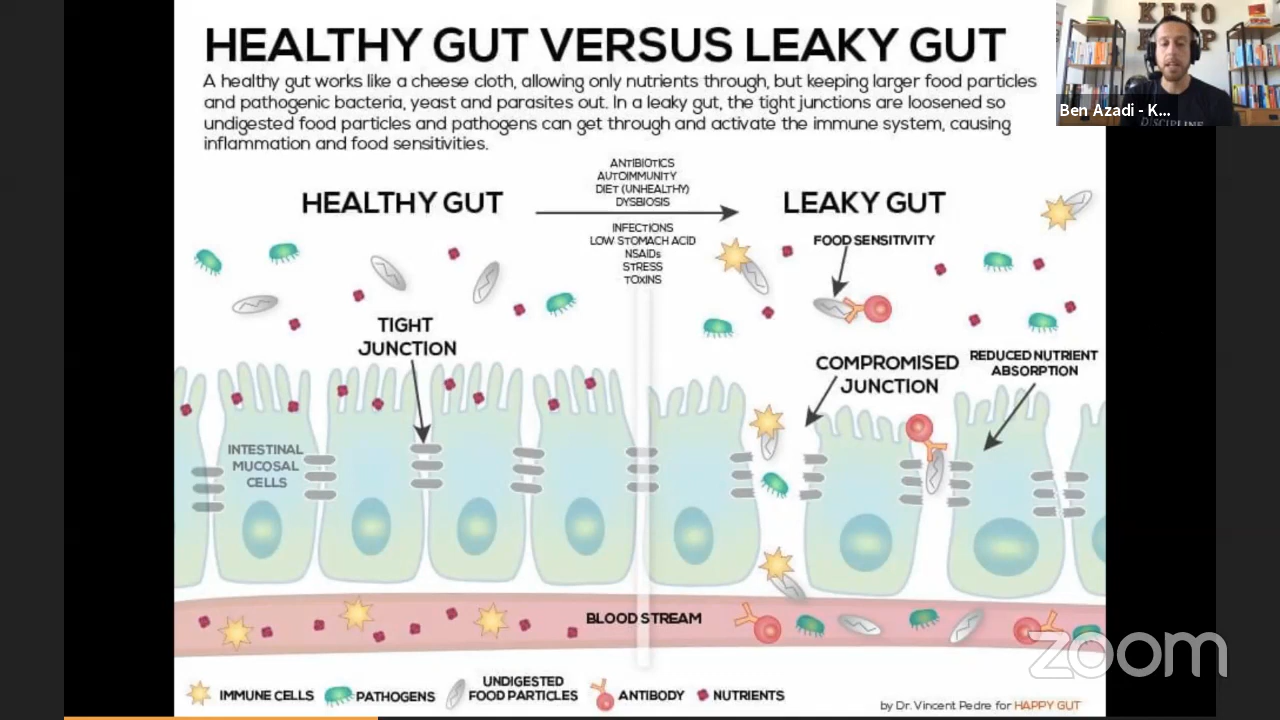 HEALTHY GUT VERSUS LEAKY GUT
A healthy gut works like a cheese cloth, allowing only nutrients through, but keeping larger food particles
and pathogenic bacteria, yeast and parasites out. In a leaky gut, the tight junctions are loosened so
undigested food particles and pathogens can get through and activate the immune system, causing
inflammation and food sensitivities.
KETO
Ben Azadi - K...
DISCIPLINE
ANTIBIOTICS
AUTOIMMUNITY
DIET (UNHEALTHY)
DYSBIOSIS
HEALTHY GUT
LEAKY GUT
INFECTIONS
LOW STOMACH ACID
NSAIDs
STRESS
TOXINS
FOOD SENSITIVITY
TIGHT
JUNCTION
COMPROMISED
JUNCTION
REDUCED NUTRIENT
ABSORPTION
INTESTINAL
MUCOSAL
CELLS
BLOOD STREAM
zoom
IMMUNE CELLS
PATHOGENS
UNDIGESTED
FOOD PARTICLES
ANTIBODY
NUTRIENTS
by Dr. Vincent Pedre for HAPPY GUT